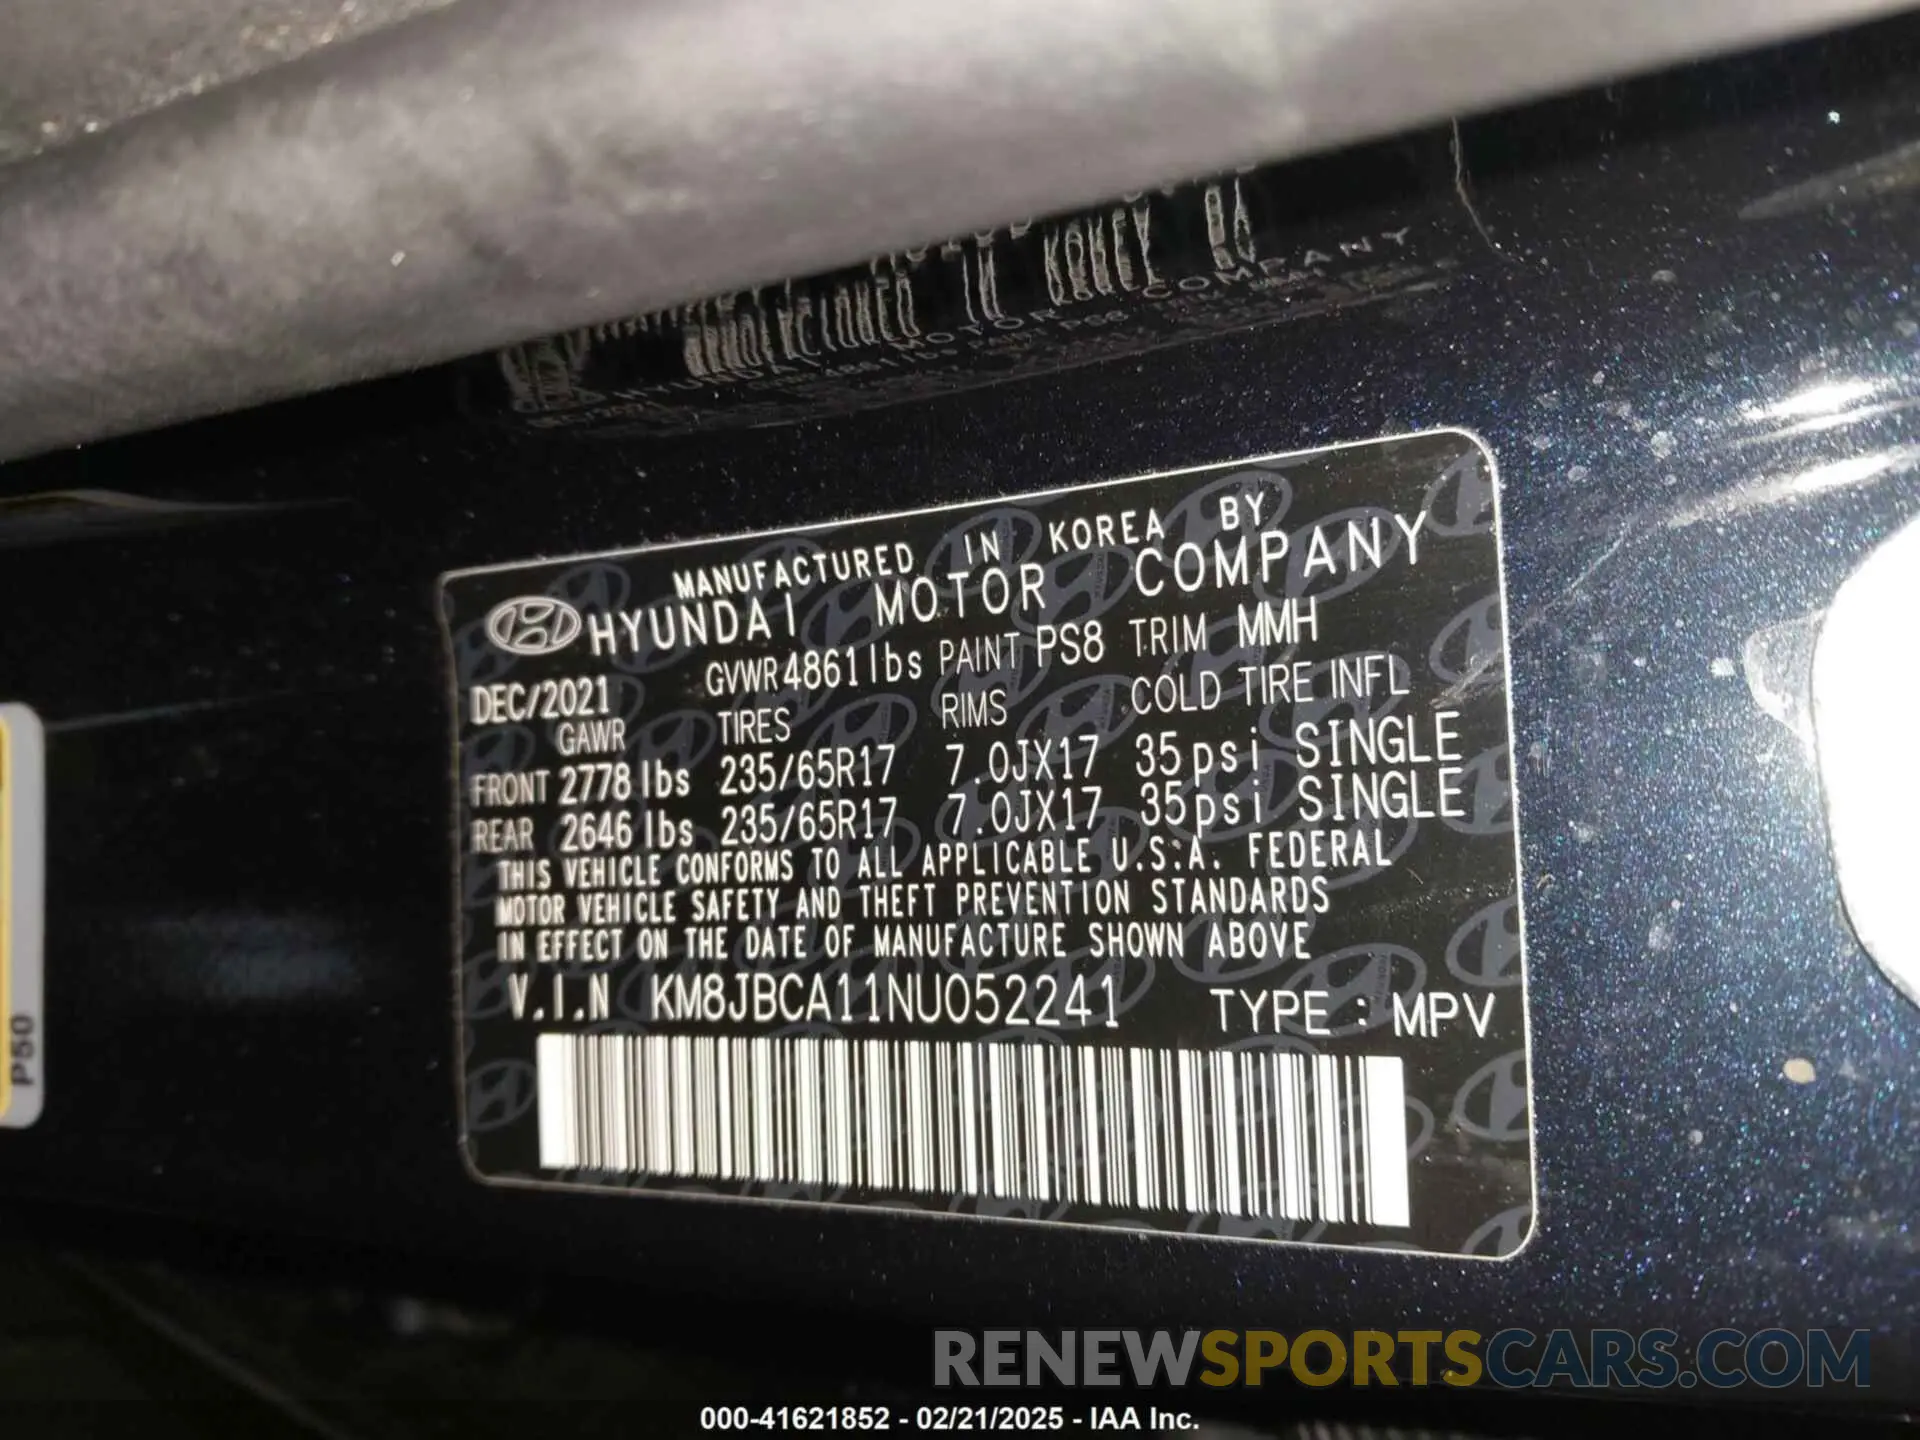 MANUFACTURED IN KOREA BY
HYUNDAI MOTOR COMPANY
DEC/2021 GVWR 4861lbs PAINT PS8 TRIM MMH
GAWR TIRES RIMS COLD TIRE INFL
FRONT 2778 lbs 235/65R17 7.0JX17 35psi SINGLE
REAR 2646 lbs 235/65R17 7.0JX17 35psi SINGLE
THIS VEHICLE CONFORMS TO ALL APPLICABLE U.S.A. FEDERAL
MOTOR VEHICLE SAFETY AND THEFT PREVENTION STANDARDS
IN EFFECT ON THE DATE OF MANUFACTURE SHOWN ABOVE
V.I.N KM8JBCA11NU052241 TYPE : MPV
P50
RENEWSPORTSCARS.COM
000-41621852 - 02/21/2025 - IAA Inc.